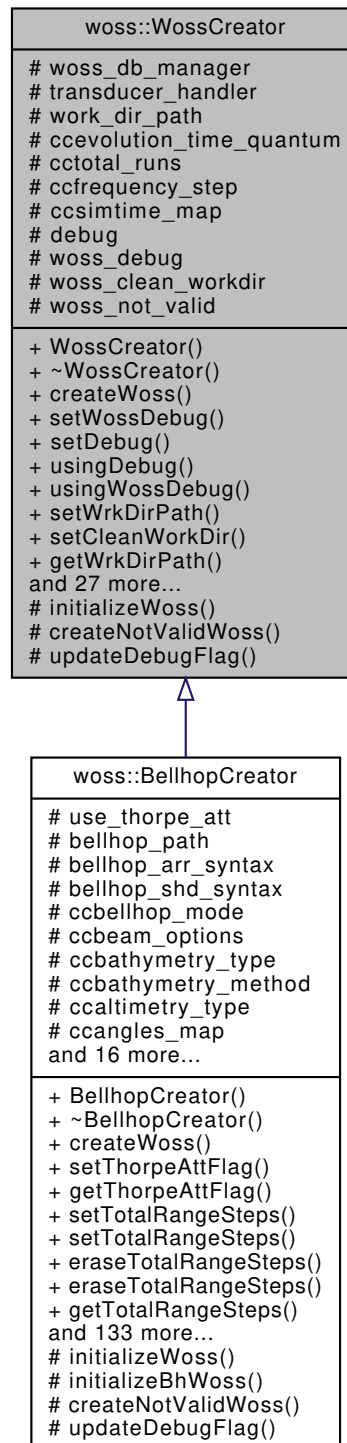 woss::WossCreator
# woss_db_manager
# transducer_handler
# work_dir_path
# ccevolution_time_quantum
# cctotal_runs
# ccfrequency_step
# ccsimtime_map
# debug
# woss_debug
# woss_clean_workdir
# woss_not_valid
+ WossCreator()
+ ~WossCreator()
+ createWoss()
+ setWossDebug()
+ setDebug()
+ usingDebug()
+ usingWossDebug()
+ setWrkDirPath()
+ setCleanWorkDir()
+ getWrkDirPath()
and 27 more...
# initializeWoss()
# createNotValidWoss()
# updateDebugFlag()
woss::BellhopCreator
# use_thorpe_att
# bellhop_path
# bellhop_arr_syntax
# bellhop_shd_syntax
# ccbellhop_mode
# ccbeam_options
# ccbathymetry_type
# ccbathymetry_method
# ccaltimetry_type
# ccangles_map
and 16 more...
+ BellhopCreator()
+ ~BellhopCreator()
+ createWoss()
+ setThorpeAttFlag()
+ getThorpeAttFlag()
+ setTotalRangeSteps()
+ setTotalRangeSteps()
+ eraseTotalRangeSteps()
+ eraseTotalRangeSteps()
+ getTotalRangeSteps()
and 133 more...
# initializeWoss()
# initializeBhWoss()
# createNotValidWoss()
# updateDebugFlag()